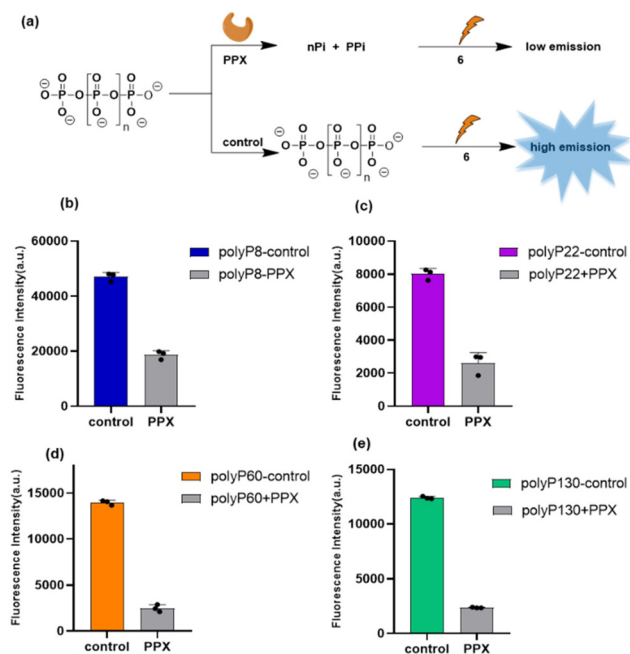 (a)
PPX
nPi + PPi
6
low emission
O O O
⊖O-P-O-[P-O]-P-O⊖
O⊖ O⊖ O⊖
n
control
O O O
⊖O-P-O-[P-O]-P-O⊖
O⊖ O⊖ O⊖
n
6
high emission
(b)
Fluorescence Intensity(a.u.)
60000
40000
20000
0
control PPX
polyP8-control
polyP8-PPX
(c)
Fluorescence Intensity(a.u.)
10000
8000
6000
4000
2000
0
control PPX
polyP22-control
polyP22+PPX
(d)
Fluorescence Intensity(a.u.)
15000
10000
5000
0
control PPX
polyP60-control
polyP60+PPX
(e)
Fluorescence Intensity(a.u.)
15000
10000
5000
0
control PPX
polyP130-control
polyP130+PPX